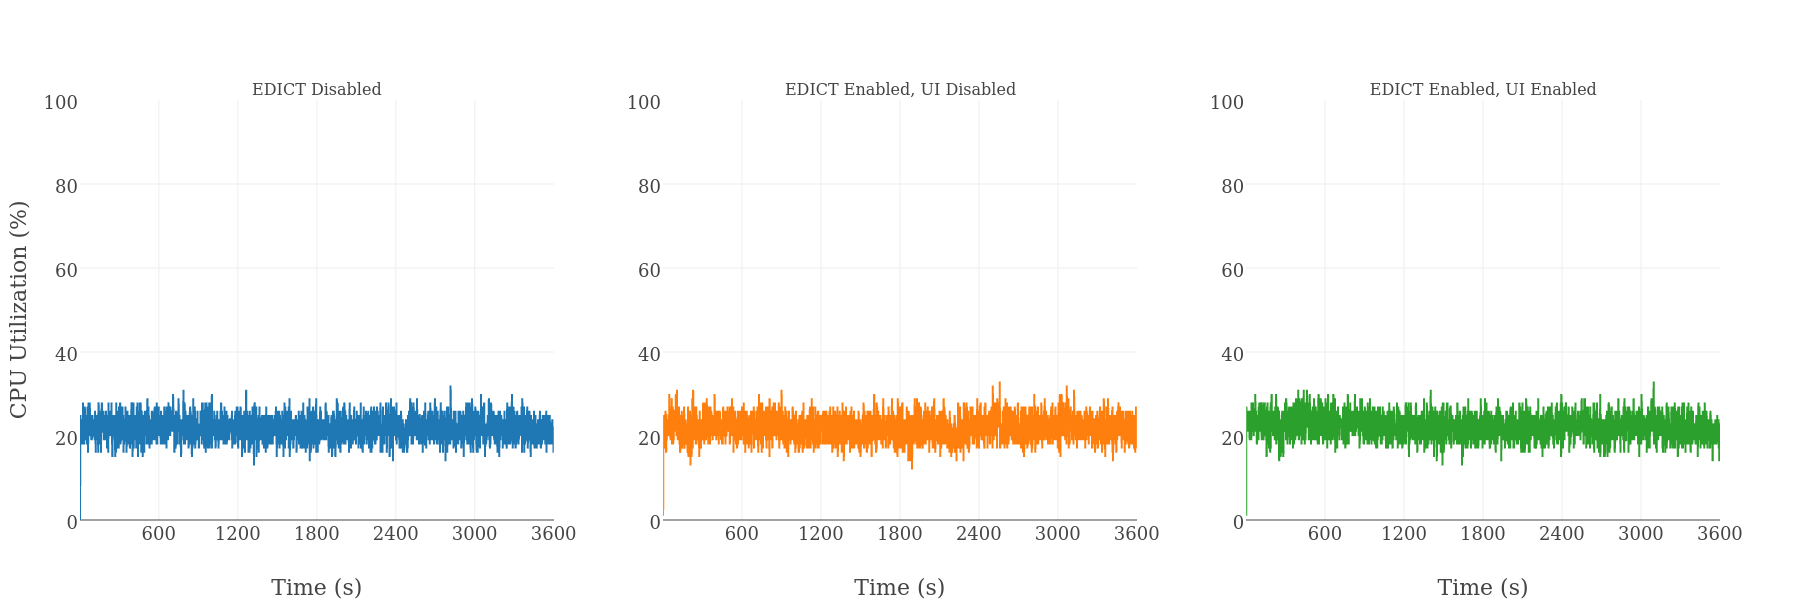 EDICT Disabled
EDICT Enabled, UI Disabled
EDICT Enabled, UI Enabled
CPU Utilization (%)
100
80
60
40
20
0
600 1200 1800 2400 3000 3600
Time (s)
100
80
60
40
20
0
600 1200 1800 2400 3000 3600
Time (s)
100
80
60
40
20
0
600 1200 1800 2400 3000 3600
Time (s)